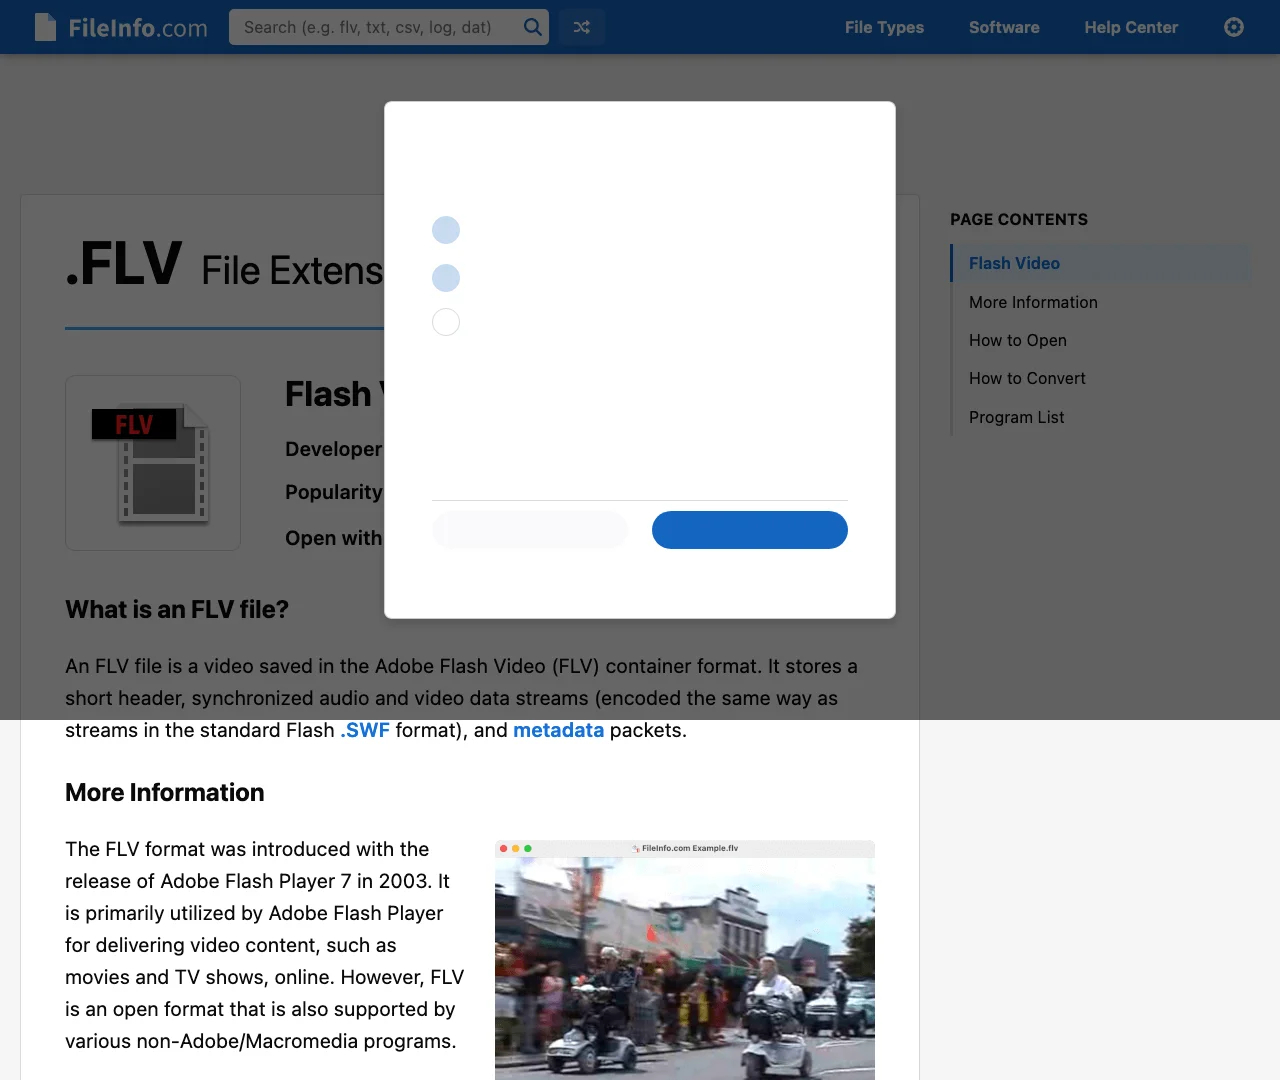 FileInfo.com
Search (e.g. flv, txt, csv, log, dat)
File Types
Software
Help Center
.FLV File Extens
FLV
Flash
Developer
Popularity
Open with
What is an FLV file?
An FLV file is a video saved in the Adobe Flash Video (FLV) container format. It stores a
short header, synchronized audio and video data streams (encoded the same way as
streams in the standard Flash .SWF format), and metadata packets.
More Information
The FLV format was introduced with the
release of Adobe Flash Player 7 in 2003. It
is primarily utilized by Adobe Flash Player
for delivering video content, such as
movies and TV shows, online. However, FLV
is an open format that is also supported by
various non-Adobe/Macromedia programs.
FileInfo.com Example.flv
PAGE CONTENTS
Flash Video
More Information
How to Open
How to Convert
Program List